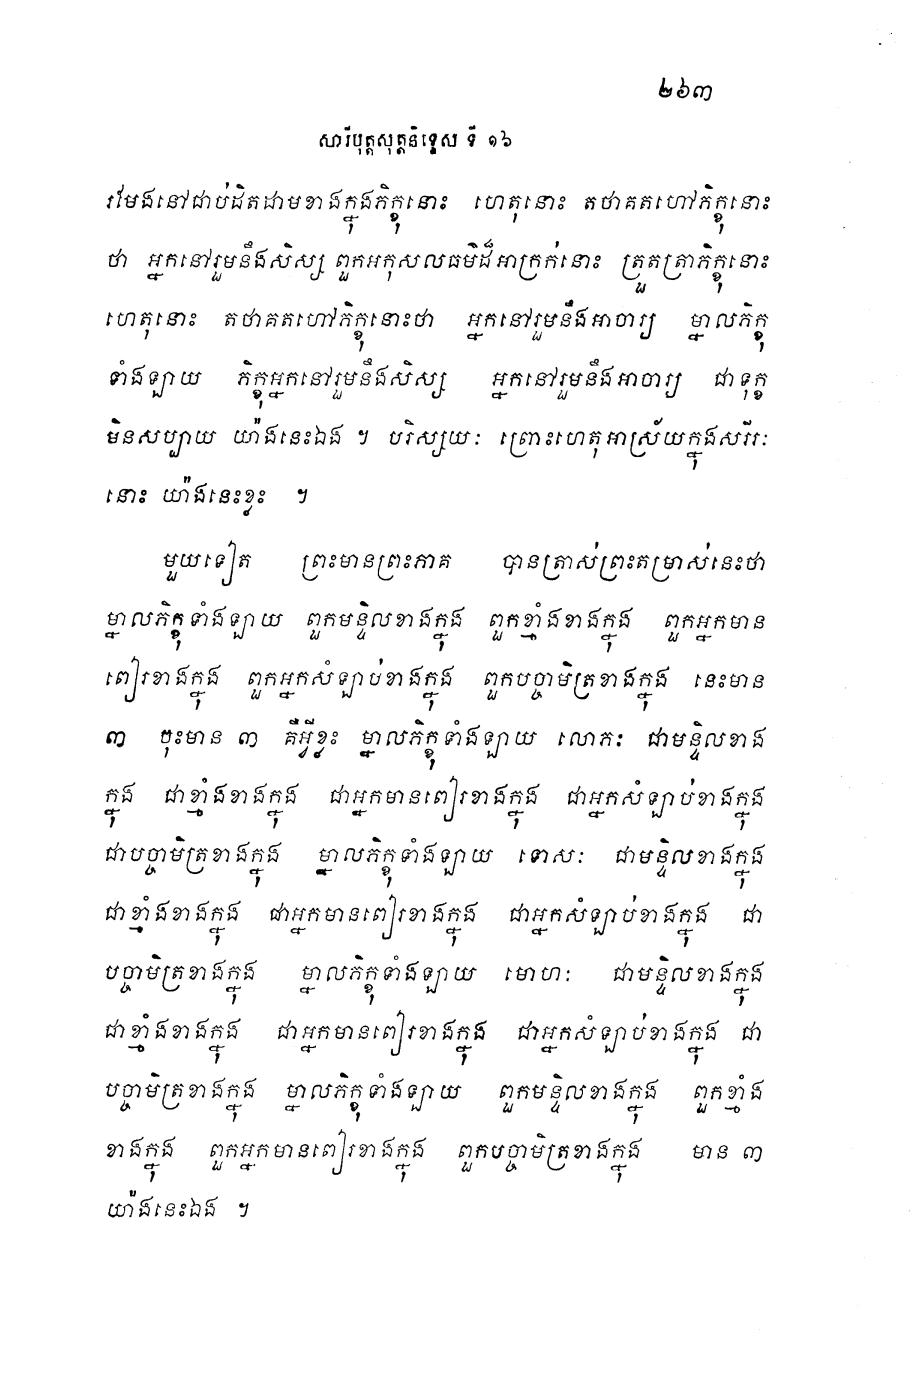 ២៦៣
សារីបុត្តសុត្តនិទ្ទេស ទី ១៦
រមែងនៅជាប់ដិតដាមខាងក្នុងភិក្ខុនោះ ហេតុនោះ តថាគតហៅភិក្ខុនោះ
ថា អ្នកនៅរួមនឹងសិស្ស ពួកអកុសលធម៌ដ៏អាក្រក់នោះ គ្រួតត្រាភិក្ខុនោះ
ហេតុនោះ តថាគតហៅភិក្ខុនោះថា អ្នកនៅរួមនឹងអាចារ្យ ម្នាលភិក្ខុ
ទាំងឡាយ ភិក្ខុអ្នកនៅរួមនឹងសិស្ស អ្នកនៅរួមនឹងអាចារ្យ ជាទុក្ខ
មិនសប្បាយ យ៉ាងនេះឯង ។ បរិស្សយៈ ព្រោះហេតុអាស្រ័យក្នុងសរីរៈ
នោះ យ៉ាងនេះខ្លះ ។
មួយទៀត ព្រះមានព្រះភាគ បានត្រាស់ព្រះតម្រាស់នេះថា
ម្នាលភិក្ខុទាំងឡាយ ពួកមន្ទិលខាងក្នុង ពួកខ្មាំងខាងក្នុង ពួកអ្នកមាន
ពៀរខាងក្នុង ពួកអ្នកសំឡាប់ខាងក្នុង ពួកបច្ចាមិត្រខាងក្នុង នេះមាន
៣ ចុះមាន ៣ គឺអ្វីខ្លះ ម្នាលភិក្ខុទាំងឡាយ លោភៈ ជាមន្ទិលខាង
ក្នុង ជាខ្មាំងខាងក្នុង ជាអ្នកមានពៀរខាងក្នុង ជាអ្នកសំឡាប់ខាងក្នុង
ជាបច្ចាមិត្រខាងក្នុង ម្នាលភិក្ខុទាំងឡាយ ទោសៈ ជាមន្ទិលខាងក្នុង
ជាខ្មាំងខាងក្នុង ជាអ្នកមានពៀរខាងក្នុង ជាអ្នកសំឡាប់ខាងក្នុង ជា
បច្ចាមិត្រខាងក្នុង ម្នាលភិក្ខុទាំងឡាយ មោហៈ ជាមន្ទិលខាងក្នុង
ជាខ្មាំងខាងក្នុង ជាអ្នកមានពៀរខាងក្នុង ជាអ្នកសំឡាប់ខាងក្នុង ជា
បច្ចាមិត្រខាងក្នុង ម្នាលភិក្ខុទាំងឡាយ ពួកមន្ទិលខាងក្នុង ពួកខ្មាំង
ខាងក្នុង ពួកអ្នកមានពៀរខាងក្នុង ពួកបច្ចាមិត្រខាងក្នុង មាន ៣
យ៉ាងនេះឯង ។